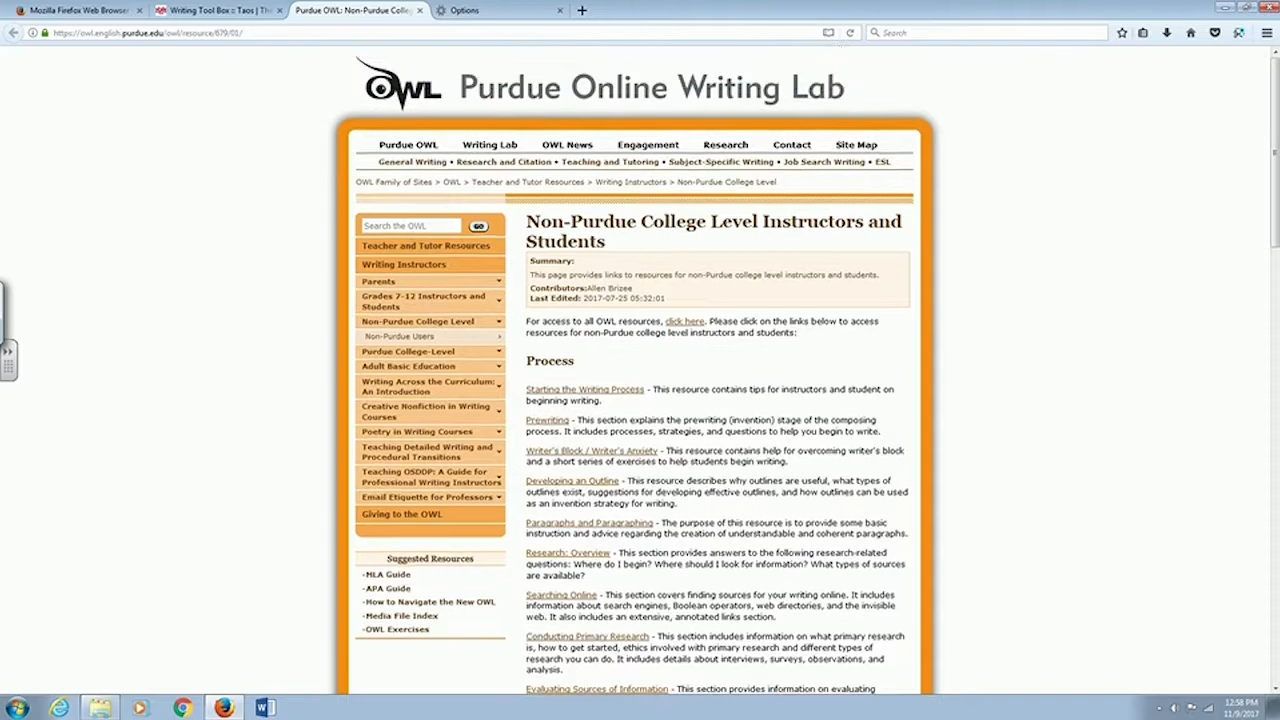 Mozilla Firefox Web Browser
Writing Tool Box :: Taos | The
Purdue OWL: Non-Purdue Colle
Options
https://owl.english.purdue.edu/owl/resource/679/01/
Search
OWL Purdue Online Writing Lab
Purdue OWL Writing Lab OWL News Engagement Research Contact Site Map
General Writing • Research and Citation • Teaching and Tutoring • Subject-Specific Writing • Job Search Writing • ESL
OWL Family of Sites > OWL > Teacher and Tutor Resources > Writing Instructors > Non-Purdue College Level
Search the OWL GO
Teacher and Tutor Resources
Writing Instructors
Parents
Grades 7-12 Instructors and
Students
Non-Purdue College Level
Non-Purdue Users
Purdue College-Level
Adult Basic Education
Writing Across the Curriculum:
An Introduction
Creative Nonfiction in Writing
Courses
Poetry in Writing Courses
Teaching Detailed Writing and
Procedural Transitions
Teaching OSDDP: A Guide for
Professional Writing Instructors
Email Etiquette for Professors
Giving to the OWL
Suggested Resources
-MLA Guide
-APA Guide
-How to Navigate the New OWL
-Media File Index
-OWL Exercises
Non-Purdue College Level Instructors and
Students
Summary:
This page provides links to resources for non-Purdue college level instructors and students.
Contributors:Allen Brizee
Last Edited: 2017-07-25 05:32:01
For access to all OWL resources, click here. Please click on the links below to access
resources for non-Purdue college level instructors and students:
Process
Starting the Writing Process - This resource contains tips for instructors and student on
beginning writing.
Prewriting - This section explains the prewriting (invention) stage of the composing
process. It includes processes, strategies, and questions to help you begin to write.
Writer's Block / Writer's Anxiety - This resource contains help for overcoming writer's block
and a short series of exercises to help students begin writing.
Developing an Outline - This resource describes why outlines are useful, what types of
outlines exist, suggestions for developing effective outlines, and how outlines can be used
as an invention strategy for writing.
Paragraphs and Paragraphing - The purpose of this resource is to provide some basic
instruction and advice regarding the creation of understandable and coherent paragraphs.
Research: Overview - This section provides answers to the following research-related
questions: Where do I begin? Where should I look for information? What types of sources
are available?
Searching Online - This section covers finding sources for your writing online. It includes
information about search engines, Boolean operators, web directories, and the invisible
web. It also includes an extensive, annotated links section.
Conducting Primary Research - This section includes information on what primary research
is, how to get started, ethics involved with primary research and different types of
research you can do. It includes details about interviews, surveys, observations, and
analysis.
Evaluating Sources of Information - This section provides information on evaluating
12:58 PM
11/9/2017